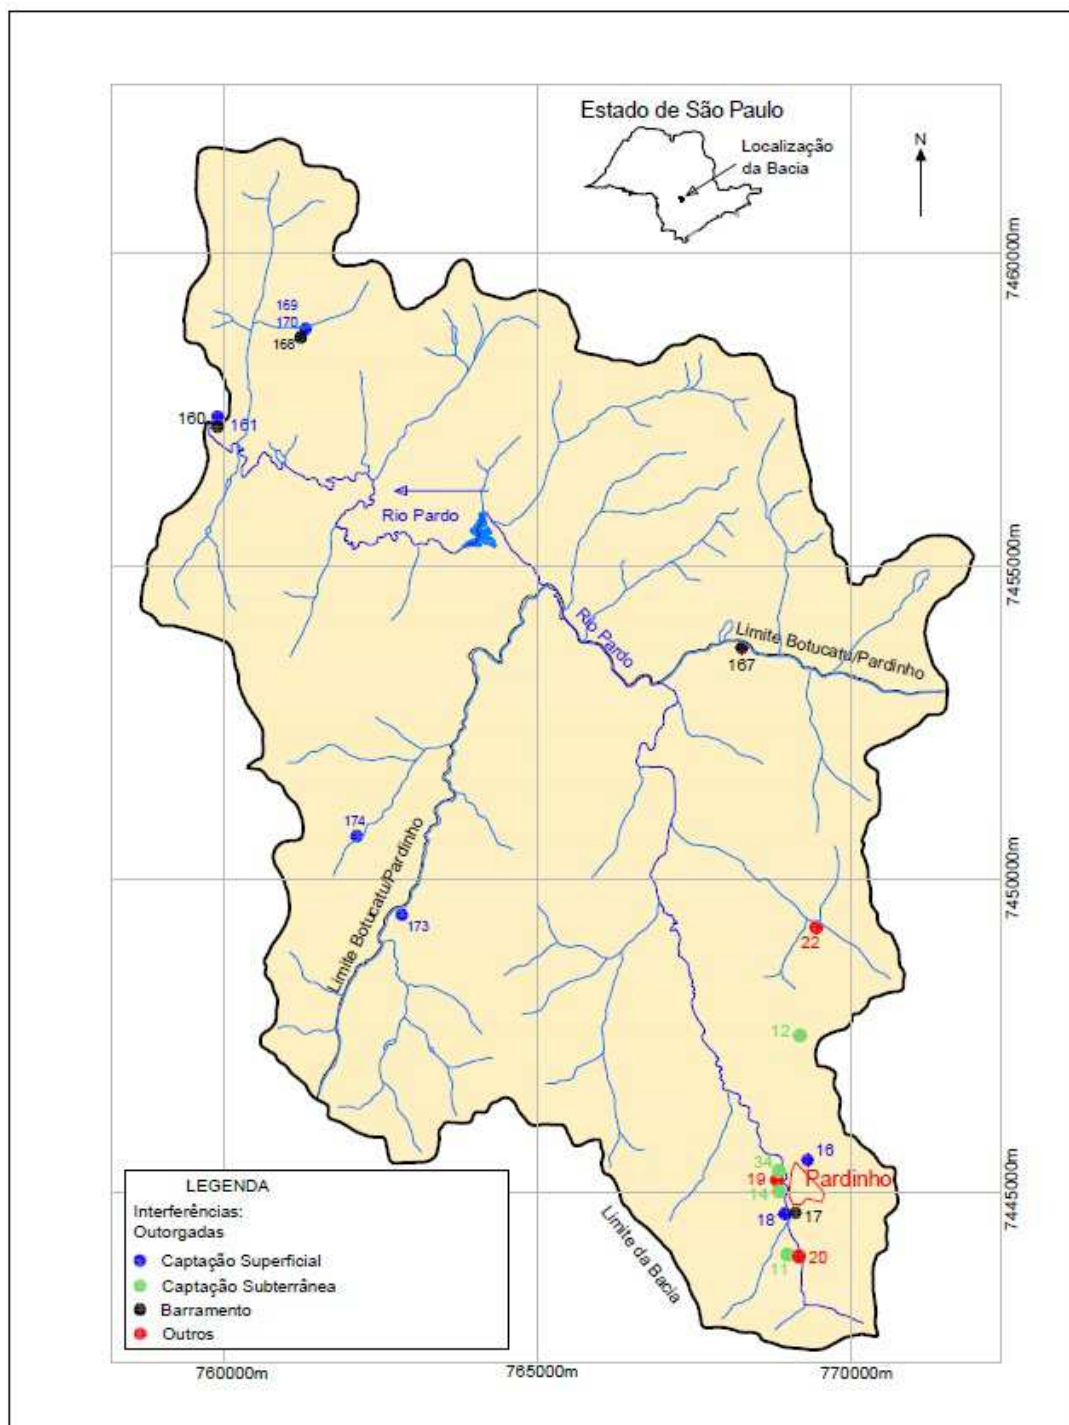 Estado de São Paulo
Localização
da Bacia
N
7460000m
169
170
168
160
161
Rio Pardo
7455000m
Rio Pardo
Limite Botucatu/Pardinho
167
174
Limite Botucatu/Pardinho
173
7450000m
22
12
16
34
19
Pardinho
14
18
17
7445000m
11
20
Limite da Bacia
LEGENDA
Interferências:
Outorgadas
Captação Superficial
Captação Subterrânea
Barramento
Outros
760000m
765000m
770000m